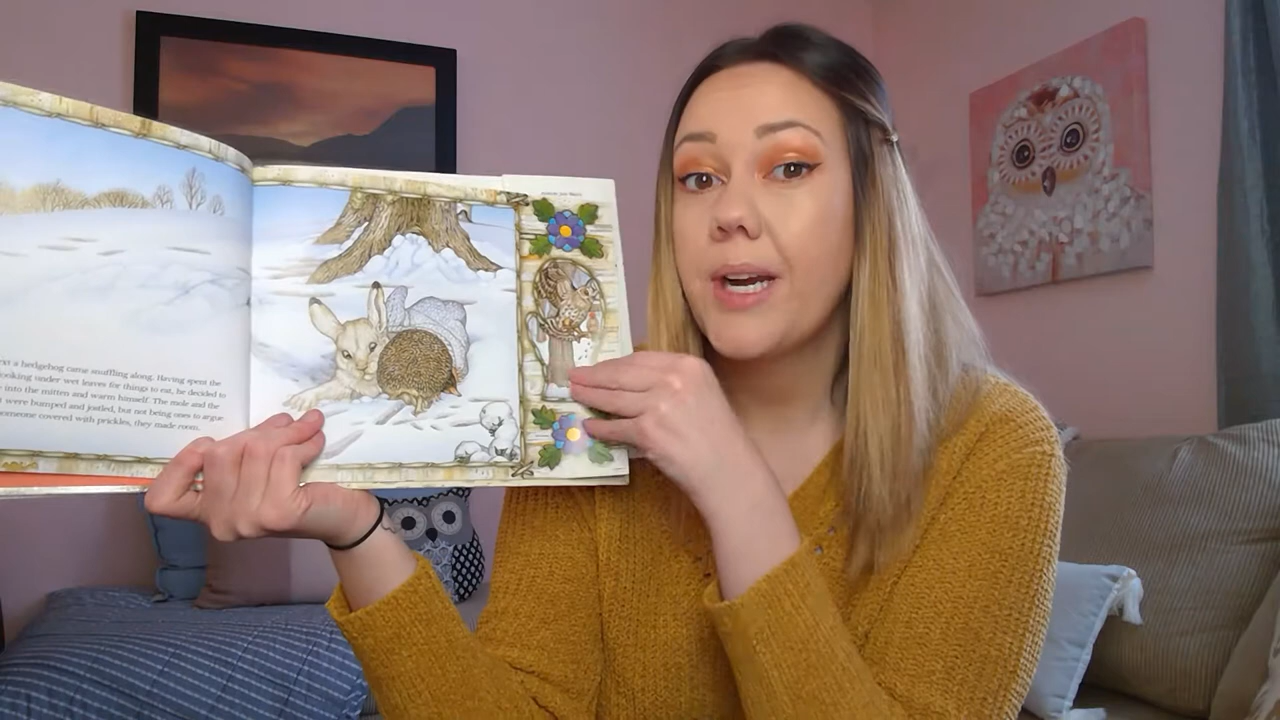 xt a hedgehog came snuffling along. Having spent the
looking under wet leaves for things to eat, he decided to
into the mitten and warm himself. The mole and the
were bumped and jostled, but not being ones to argue
someone covered with prickles, they made room.